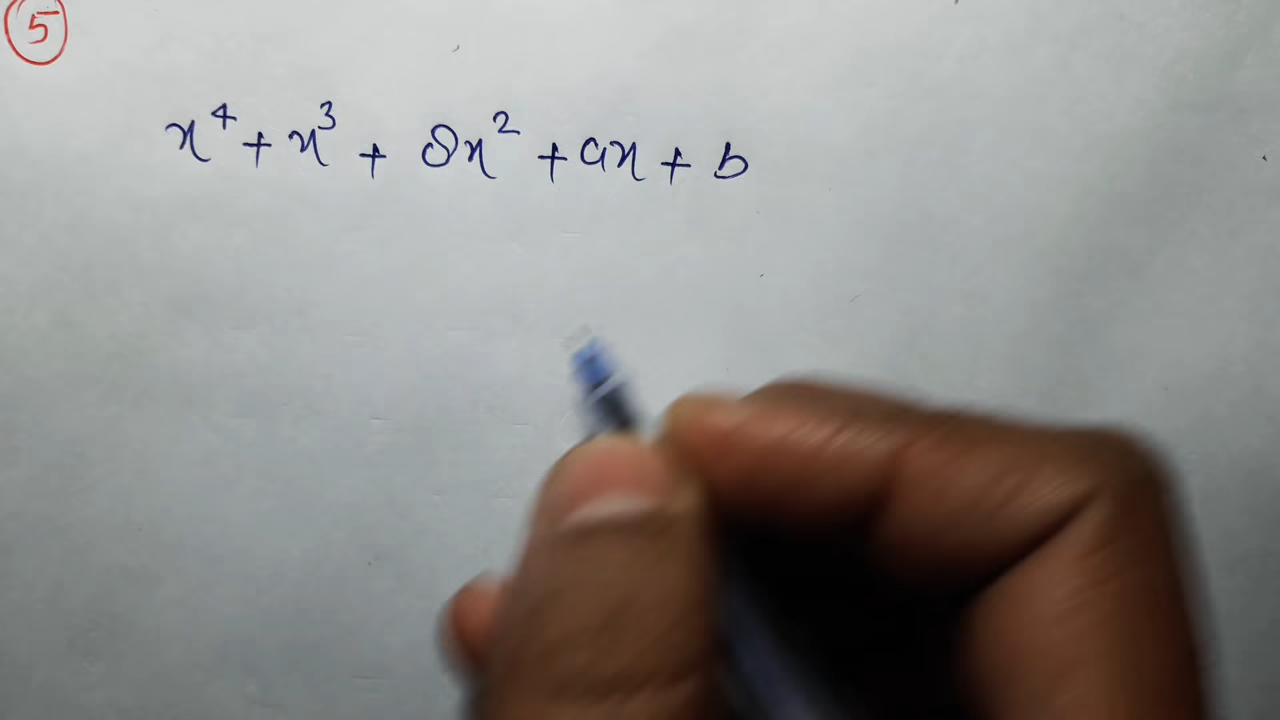 5
x⁴ + x³ + 8x² + ax + b